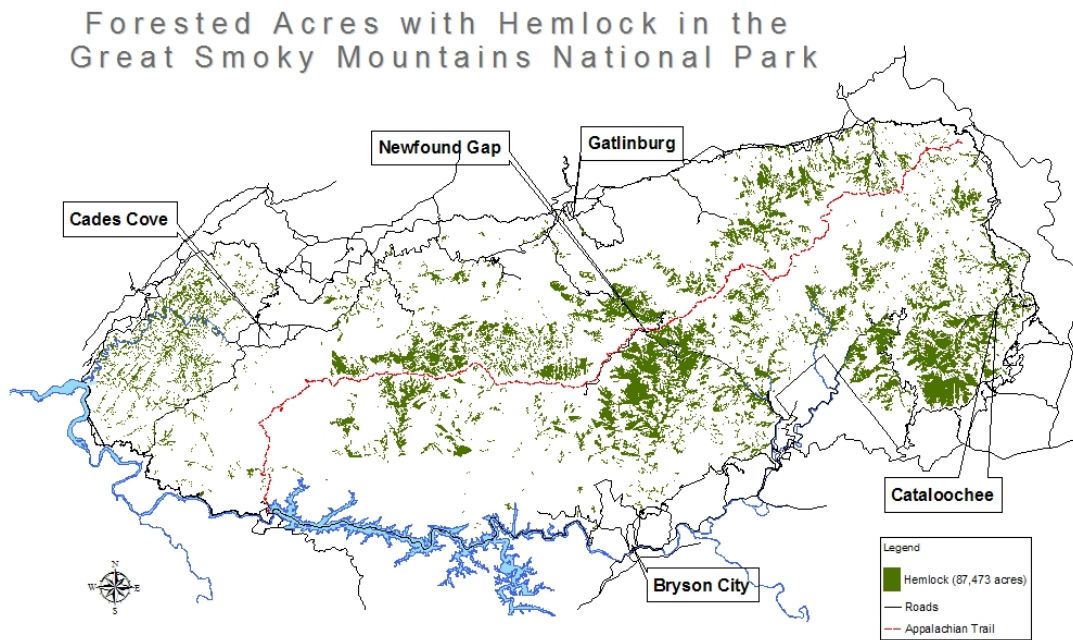 Forested Acres with Hemlock in the
Great Smoky Mountains National Park
Newfound Gap
Gatlinburg
Cades Cove
Cataloochee
Bryson City
N
W E
S
Legend
Hemlock (87,473 acres)
Roads
Appalachian Trail